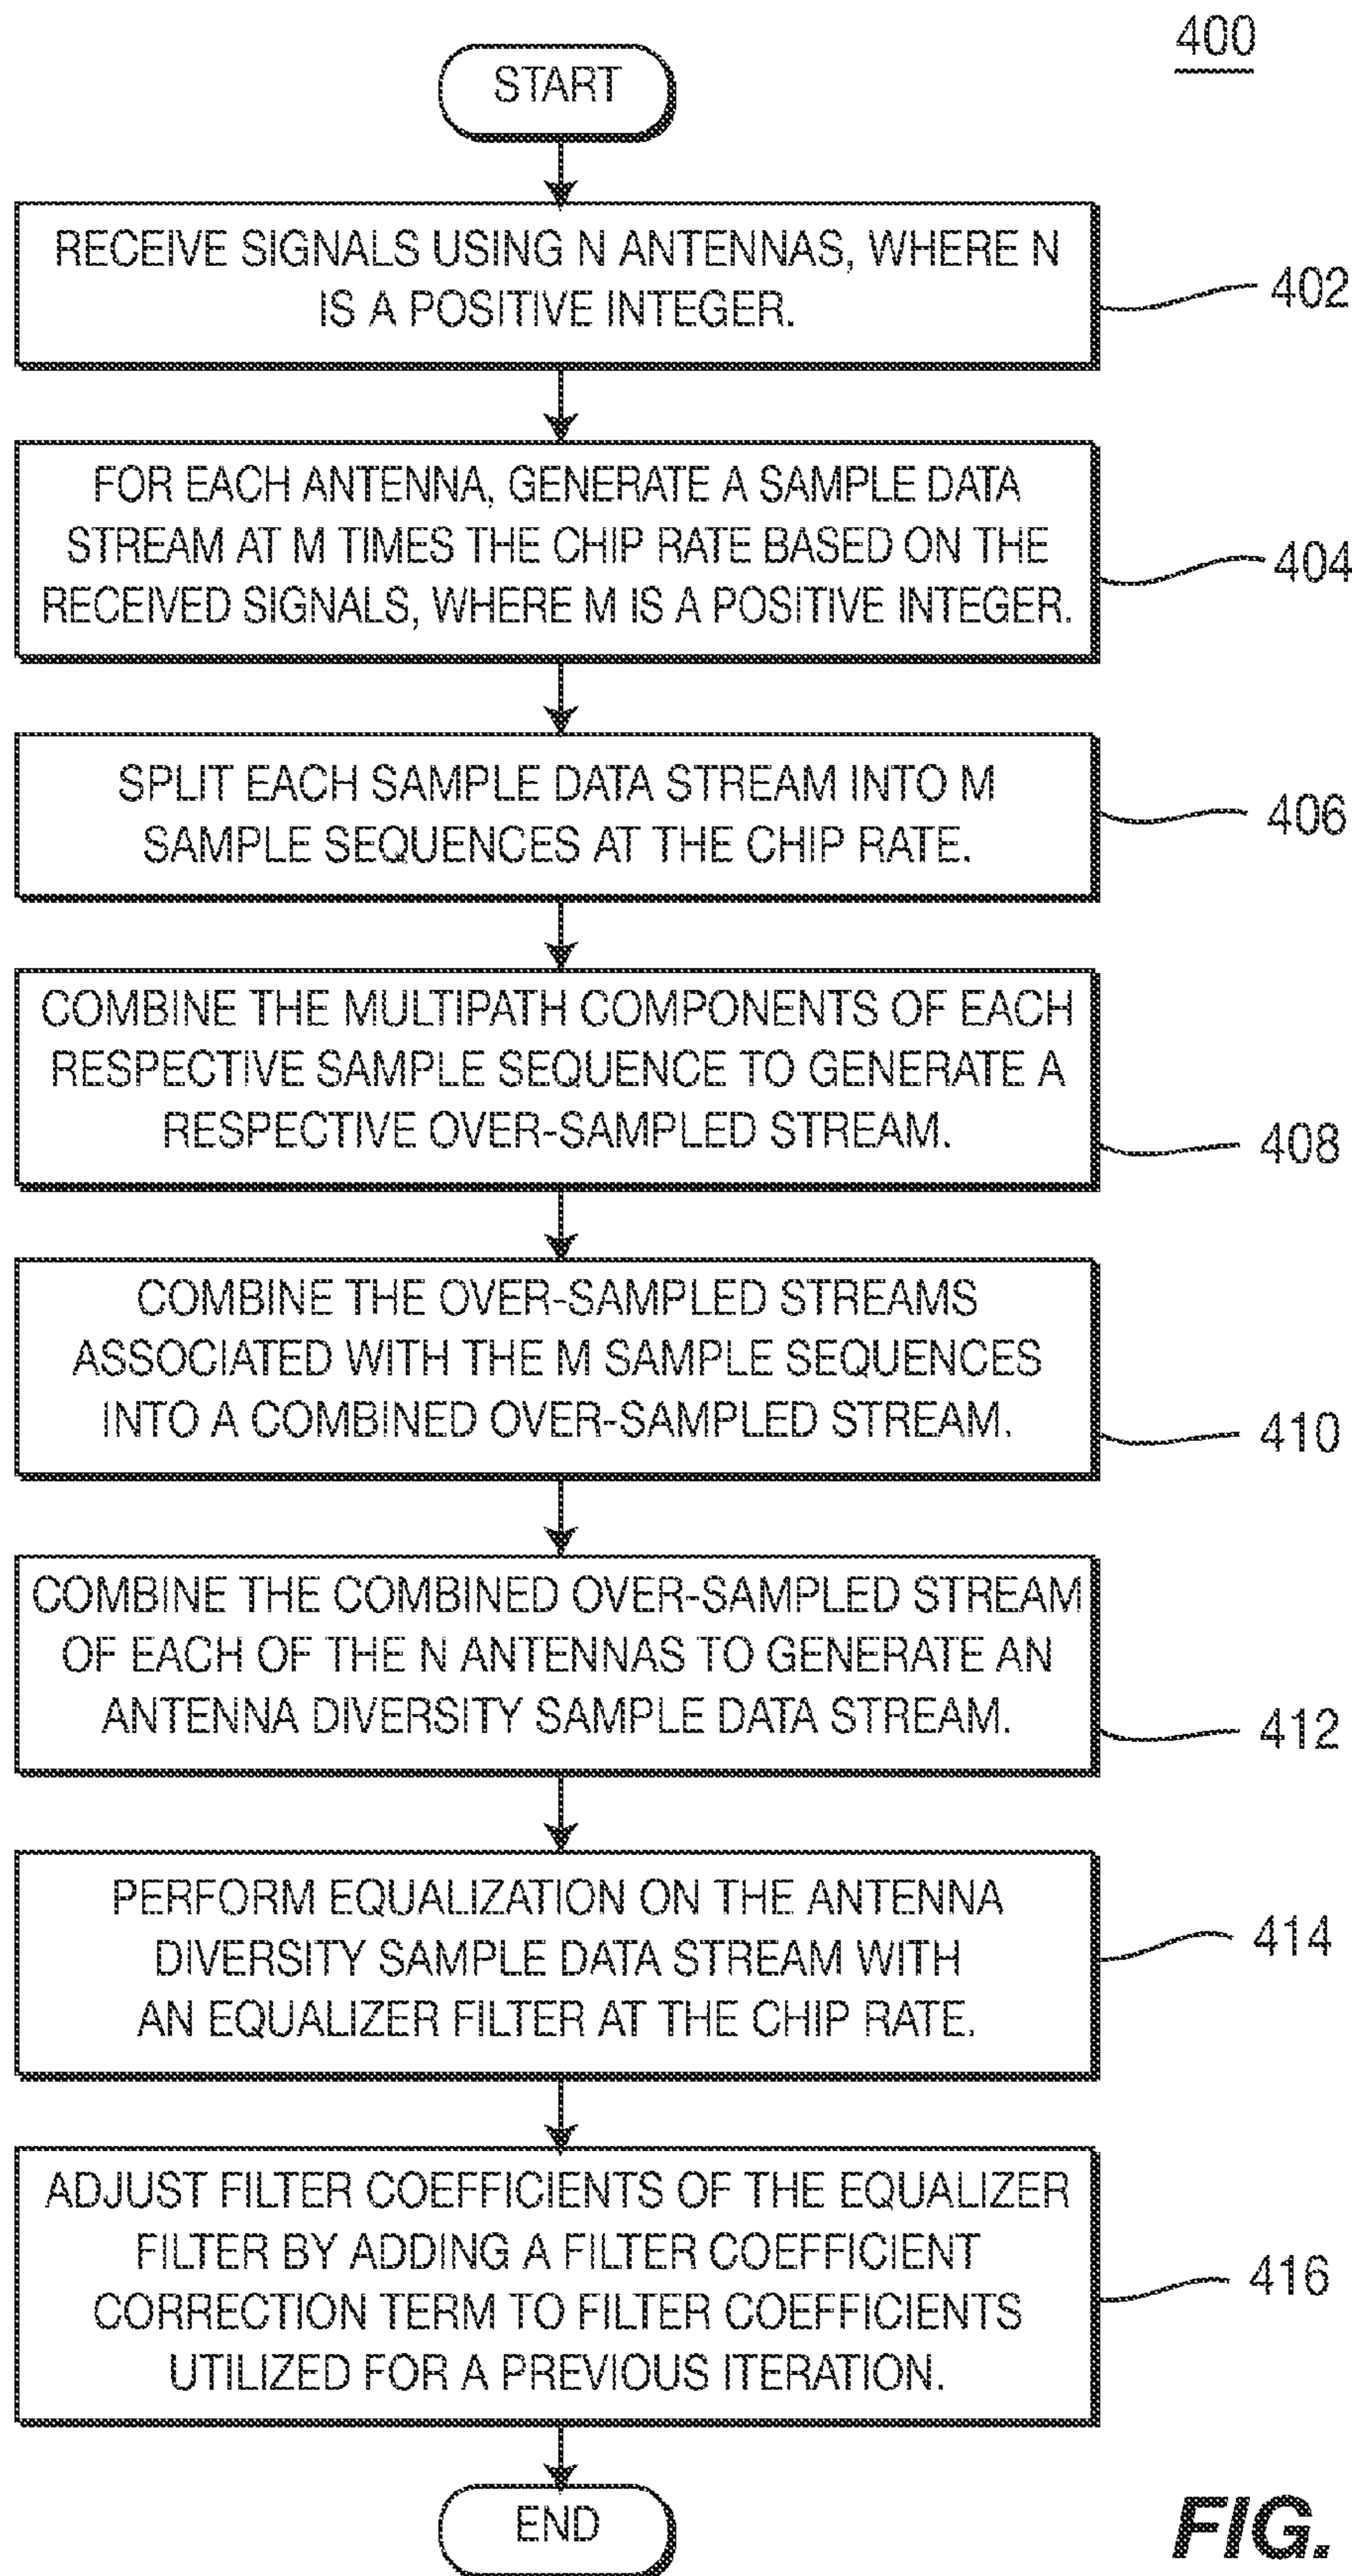 400
START
RECEIVE SIGNALS USING N ANTENNAS, WHERE N
IS A POSITIVE INTEGER.
402
FOR EACH ANTENNA, GENERATE A SAMPLE DATA
STREAM AT M TIMES THE CHIP RATE BASED ON THE
RECEIVED SIGNALS, WHERE M IS A POSITIVE INTEGER.
404
SPLIT EACH SAMPLE DATA STREAM INTO M
SAMPLE SEQUENCES AT THE CHIP RATE.
406
COMBINE THE MULTIPATH COMPONENTS OF EACH
RESPECTIVE SAMPLE SEQUENCE TO GENERATE A
RESPECTIVE OVER-SAMPLED STREAM.
408
COMBINE THE OVER-SAMPLED STREAMS
ASSOCIATED WITH THE M SAMPLE SEQUENCES
INTO A COMBINED OVER-SAMPLED STREAM.
410
COMBINE THE COMBINED OVER-SAMPLED STREAM
OF EACH OF THE N ANTENNAS TO GENERATE AN
ANTENNA DIVERSITY SAMPLE DATA STREAM.
412
PERFORM EQUALIZATION ON THE ANTENNA
DIVERSITY SAMPLE DATA STREAM WITH
AN EQUALIZER FILTER AT THE CHIP RATE.
414
ADJUST FILTER COEFFICIENTS OF THE EQUALIZER
FILTER BY ADDING A FILTER COEFFICIENT
CORRECTION TERM TO FILTER COEFFICIENTS
UTILIZED FOR A PREVIOUS ITERATION.
416
END
FIG.